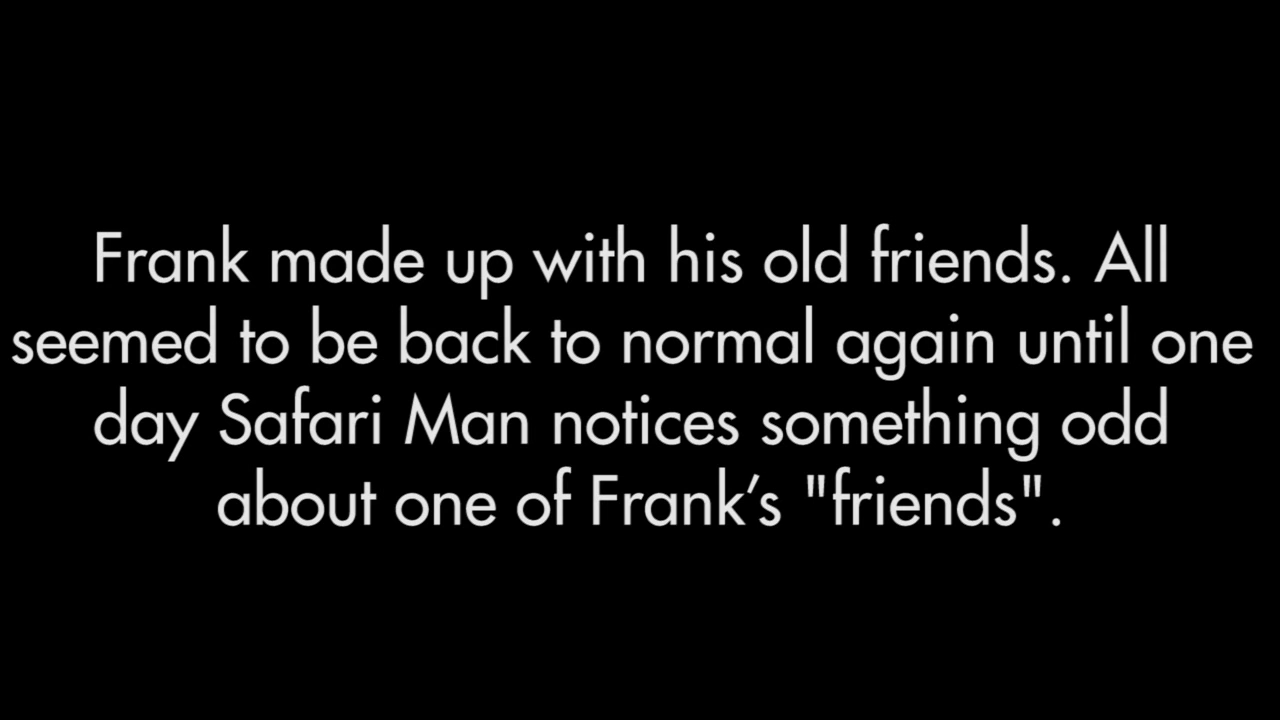 Frank made up with his old friends. All
seemed to be back to normal again until one
day Safari Man notices something odd
about one of Frank’s "friends".